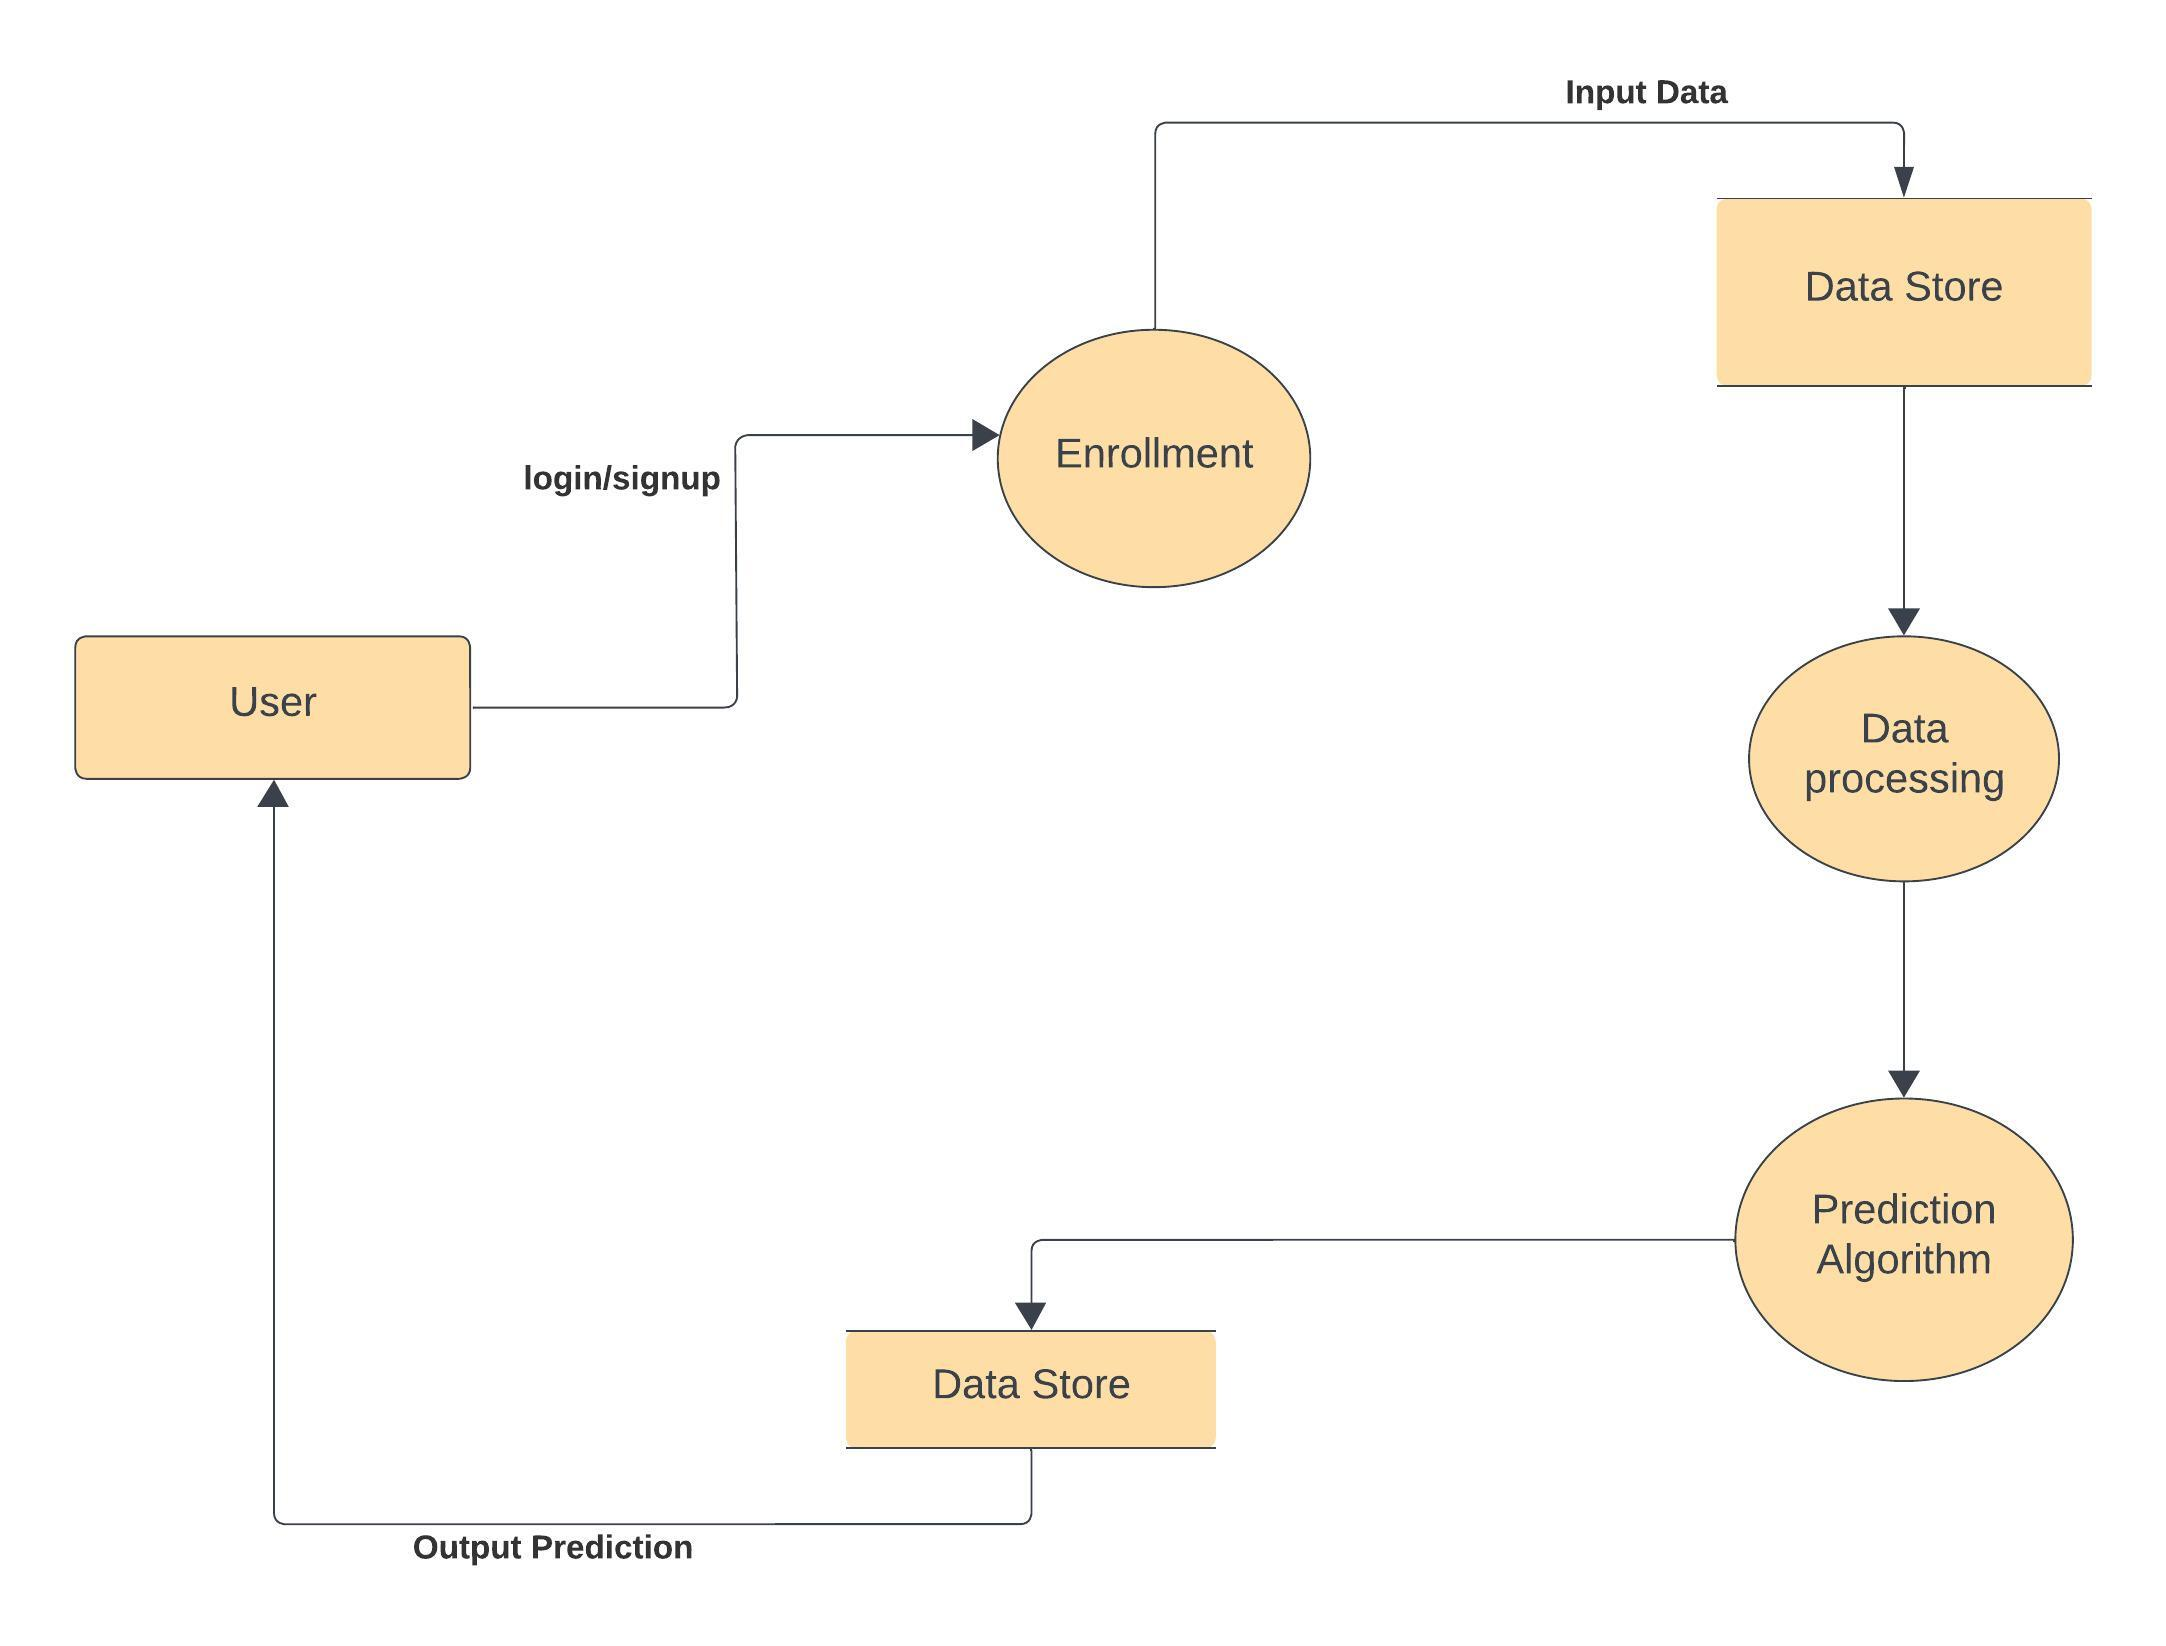 Input Data
Data Store
Enrollment
login/signup
User
Data
processing
Prediction
Algorithm
Data Store
Output Prediction